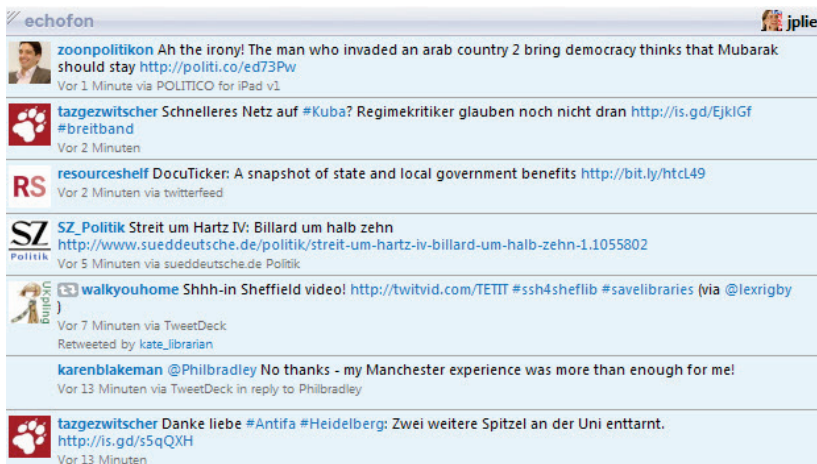 echofon
jplie
zoonpolitikon Ah the irony! The man who invaded an arab country 2 bring democracy thinks that Mubarak
should stay http://politi.co/ed73Pw
Vor 1 Minute via POLITICO for iPad v1
tazgezwitscher Schnelleres Netz auf #Kuba? Regimekritiker glauben noch nicht dran http://is.gd/EjkIGf
#breitband
Vor 2 Minuten
RS
resourceshelf DocuTicker: A snapshot of state and local government benefits http://bit.ly/htcL49
Vor 2 Minuten via twitterfeed
SZ
Politik
SZ_Politik Streit um Hartz IV: Billard um halb zehn
http://www.sueddeutsche.de/politik/streit-um-hartz-iv-billard-um-halb-zehn-1.1055802
Vor 5 Minuten via sueddeutsche.de Politik
UKpling
walkyouhome Shhh-in Sheffield video! http://twitvid.com/TETIT #ssh4sheflib #savelibraries (via @lexrigby
)
Vor 7 Minuten via TweetDeck
Retweeted by kate_librarian
karenblakeman @Philbradley No thanks - my Manchester experience was more than enough for me!
Vor 13 Minuten via TweetDeck in reply to Philbradley
tazgezwitscher Danke liebe #Antifa #Heidelberg: Zwei weitere Spitzel an der Uni enttarnt.
http://is.gd/s5qQXH
Vor 13 Minuten